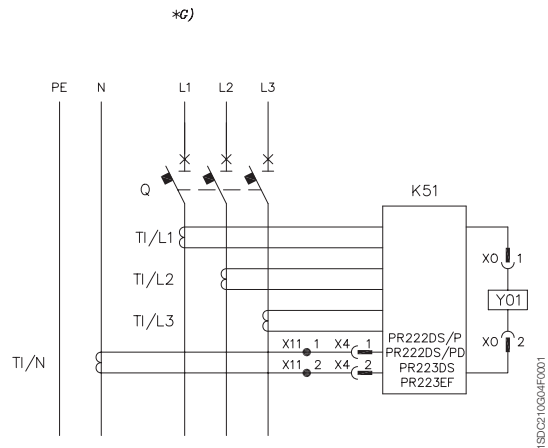 *G)
PE N L1 L2 L3
Q
K51
TI/L1
X0 1
TI/L2
Y01
TI/L3
X11 1 X4 1
PR222DS/P
X0 2
PR222DS/PD
TI/N
X11 2 X4 2
PR223DS
PR223EF
1SDC210G04F0001